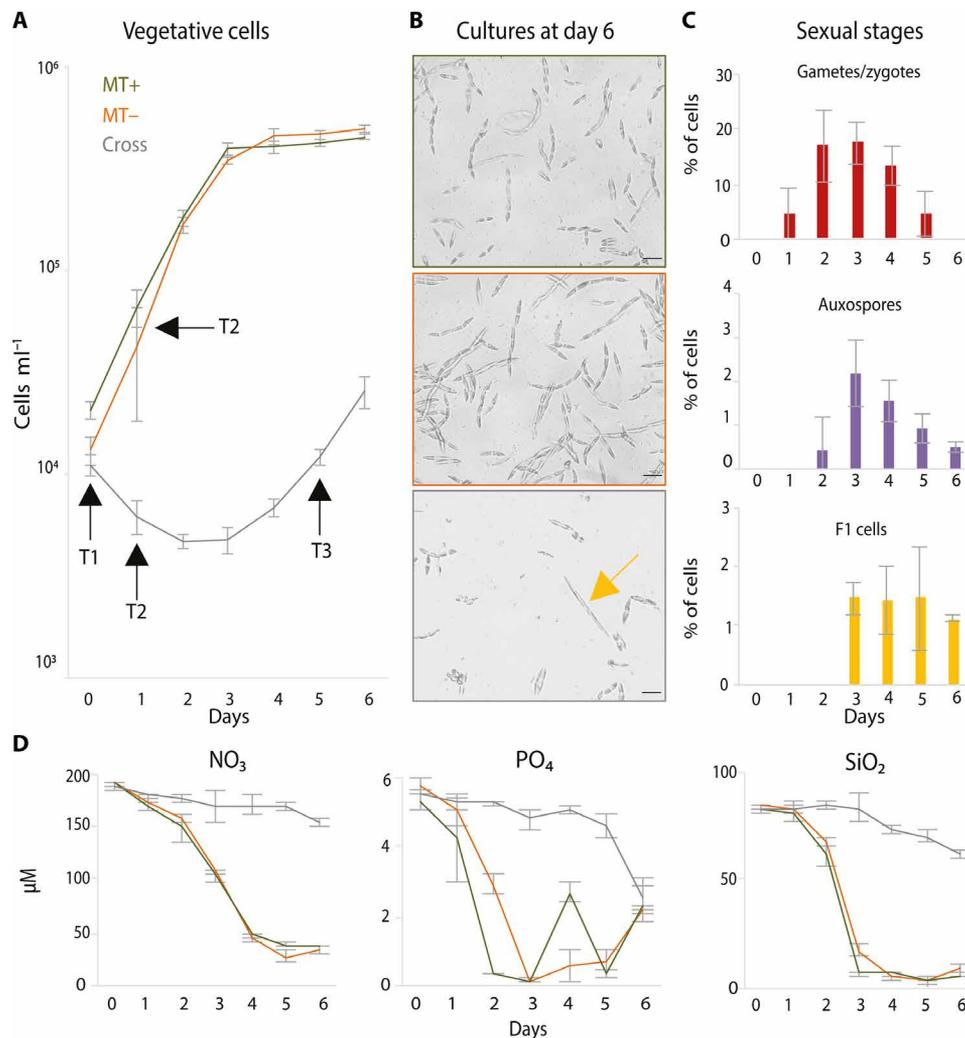 A
Vegetative cells
10⁶
MT+
MT–
Cross
10⁵
T2
Cells ml⁻¹
10⁴
T1
T2
T3
10³
0 1 2 3 4 5 6
Days
B
Cultures at day 6
C
Sexual stages
Gametes/zygotes
30
20
10
0
% of cells
0 1 2 3 4 5 6
Auxospores
4
3
2
1
0
% of cells
0 1 2 3 4 5 6
F1 cells
3
2
1
0
% of cells
0 1 2 3 4 5 6
Days
D
NO₃
200
150
100
50
0
μM
0 1 2 3 4 5 6
PO₄
6
4
2
0
0 1 2 3 4 5 6
Days
SiO₂
100
50
0
0 1 2 3 4 5 6